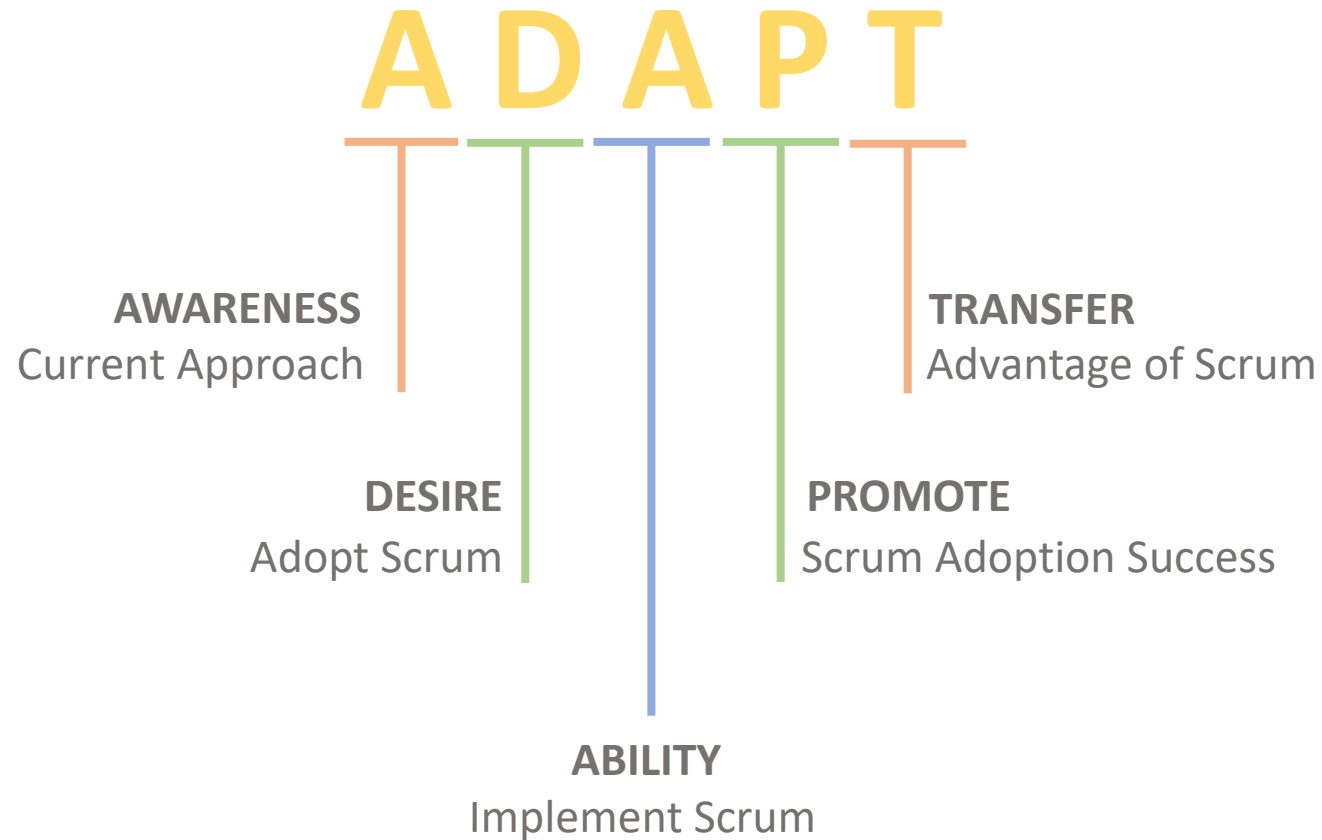 ADAPT
AWARENESS
Current Approach
TRANSFER
Advantage of Scrum
DESIRE
Adopt Scrum
PROMOTE
Scrum Adoption Success
ABILITY
Implement Scrum